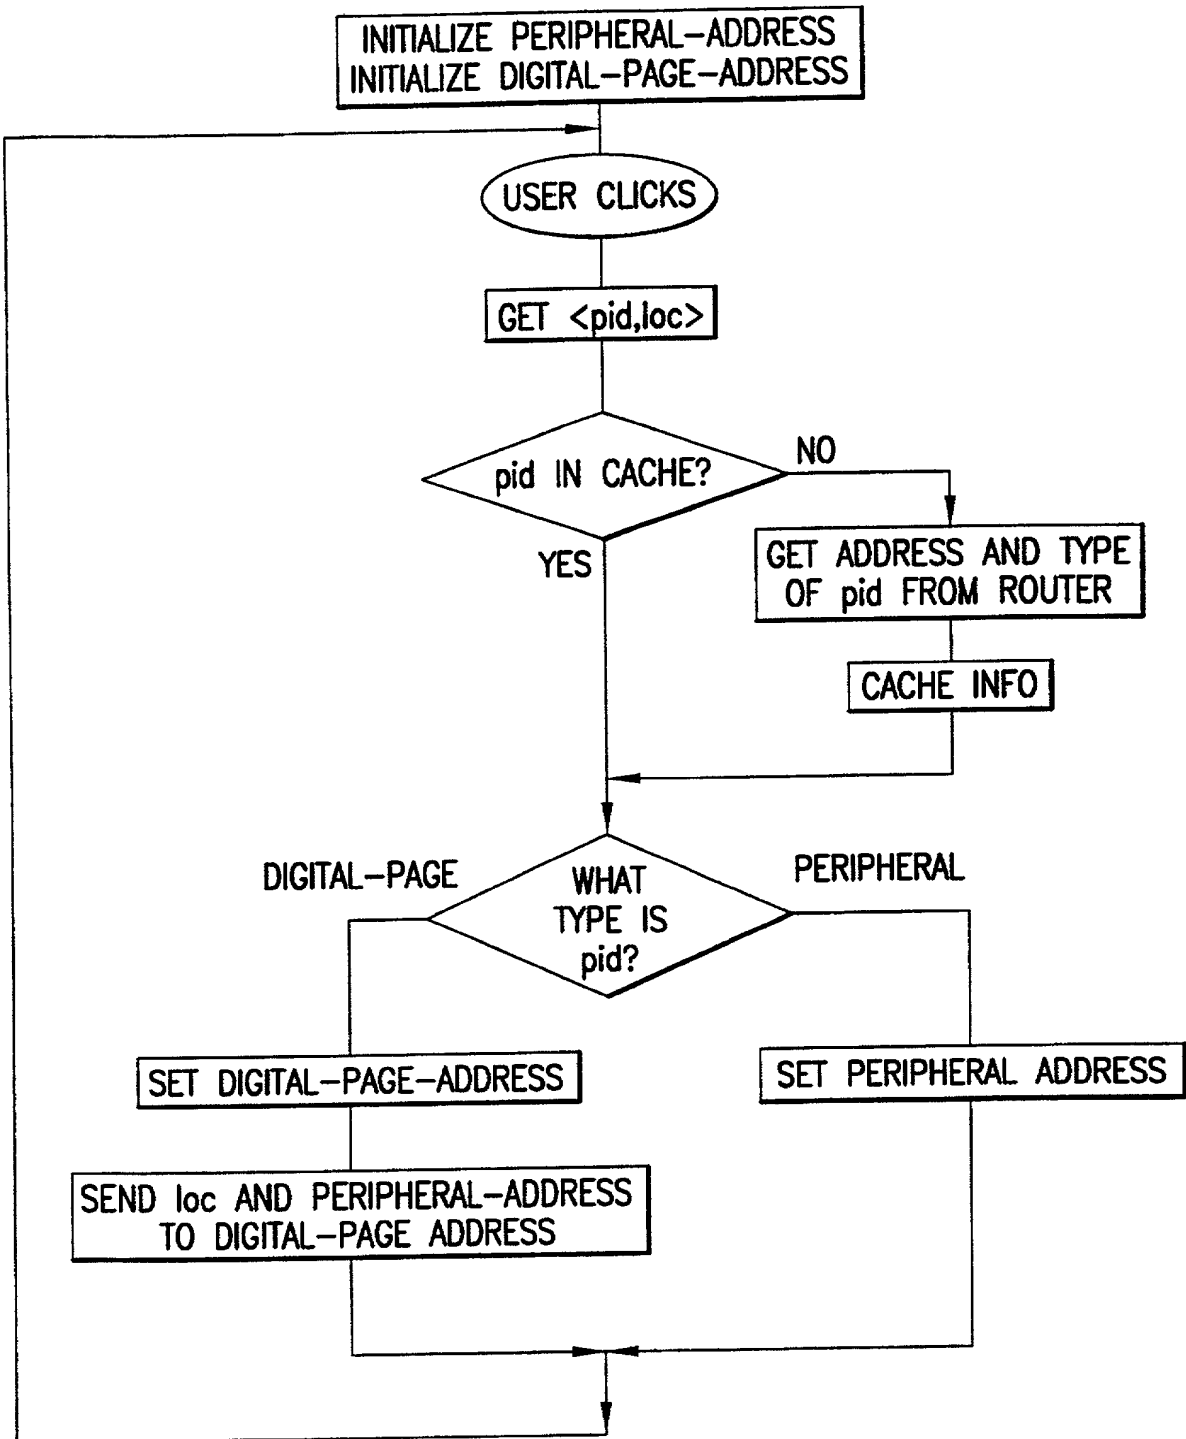 INITIALIZE PERIPHERAL-ADDRESS
INITIALIZE DIGITAL-PAGE-ADDRESS
USER CLICKS
GET <pid,loc>
pid IN CACHE?
NO
YES
GET ADDRESS AND TYPE
OF pid FROM ROUTER
CACHE INFO
WHAT
TYPE IS
pid?
DIGITAL-PAGE
PERIPHERAL
SET DIGITAL-PAGE-ADDRESS
SET PERIPHERAL ADDRESS
SEND loc AND PERIPHERAL-ADDRESS
TO DIGITAL-PAGE ADDRESS